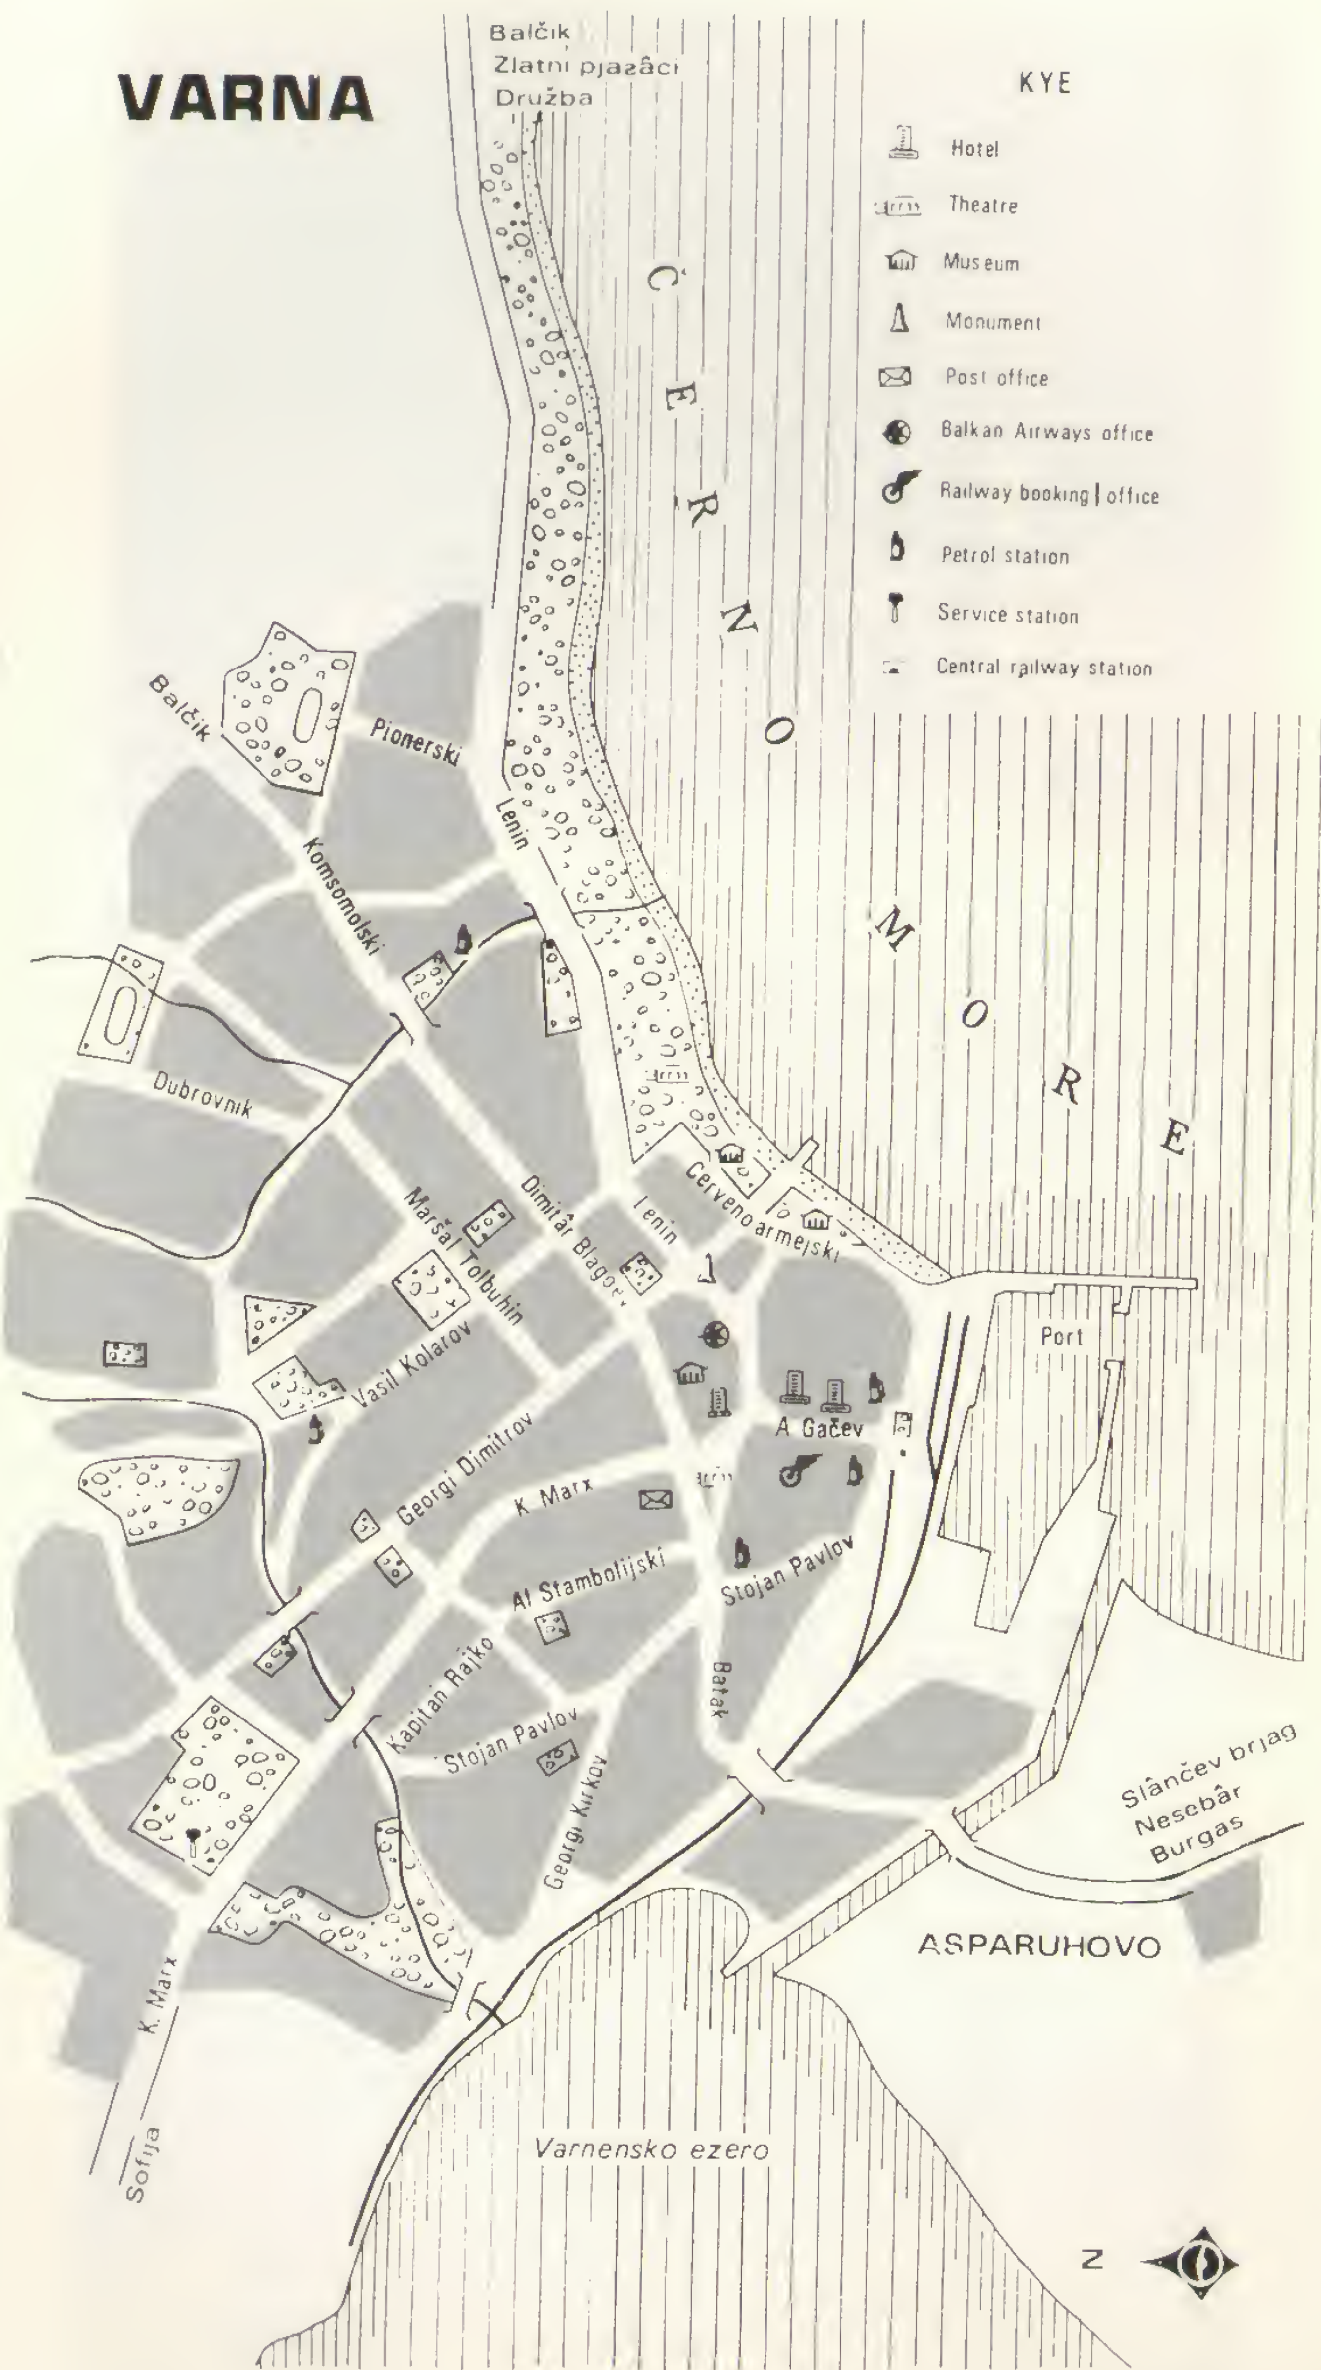 VARNA
Balčik
Zlatni pjasâci
Družba
KYE
Hotel
Theatre
Museum
Monument
Post office
Balkan Airways office
Railway booking office
Petrol station
Service station
Central railway station
ČERNO MORE
Balčik
Pionerski
Lenin
Komsomolski
Dubrovnik
Maršal Tolbuhin
Dimitâr Blagoev
Lenin
Červenoarmejski
Port
Vasil Kolarov
A Gačev
Georgi Dimitrov
K. Marx
Al Stambolijski
Stojan Pavlov
Kapitan Rajko
Batak
Stojan Pavlov
Georgi Kirkov
Slânčev brjag
Nesebâr
Burgas
ASPARUHOVO
K. Marx
Sofija
Varnensko ezero
N